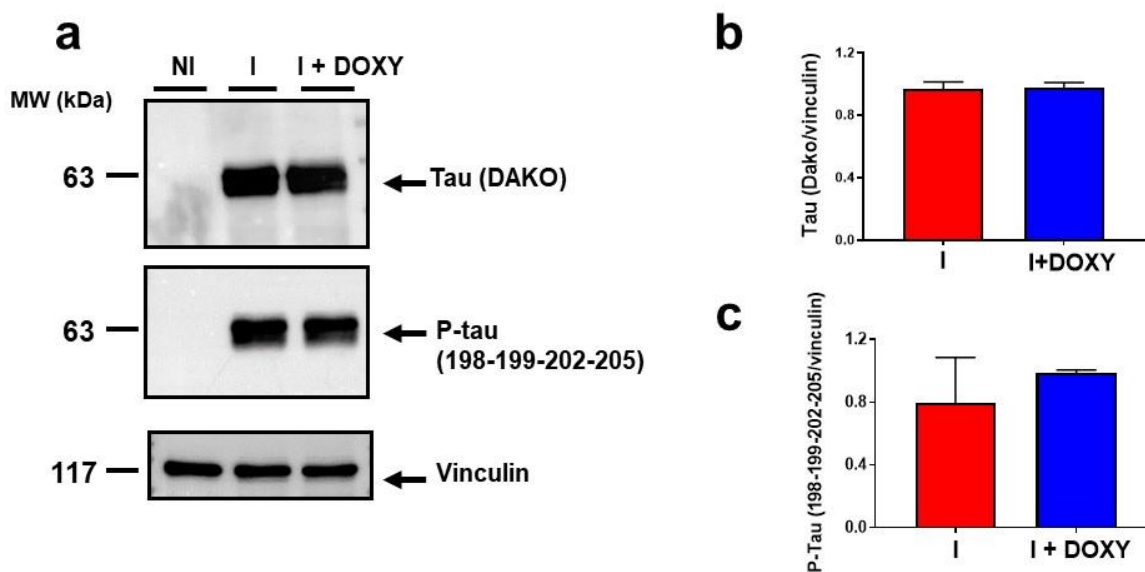 a
NI I I + DOXY
MW (kDa)
63
Tau (DAKO)
63
P-tau
(198-199-202-205)
117
Vinculin
b
Tau (Dako/vinculin)
1.2
0.8
0.4
0.0
I I+DOXY
c
P-Tau (198-199-202-205/vinculin)
1.2
0.8
0.4
0.0
I I + DOXY